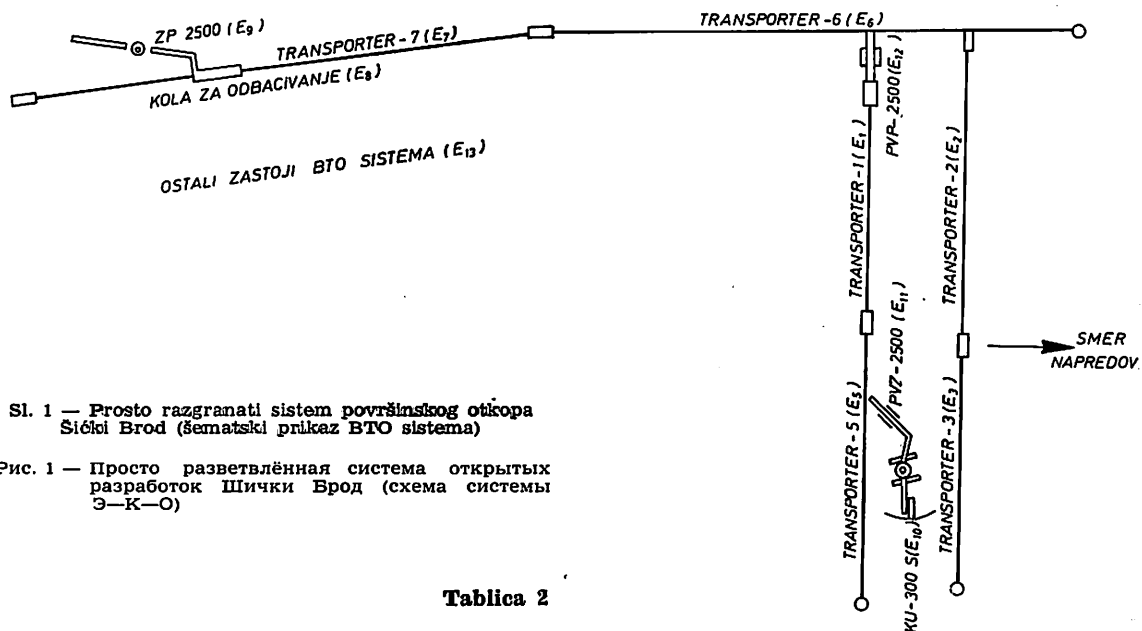 ZP 2500 (E9)
TRANSPORTER-7 (E7)
KOLA ZA ODBACIVANJE (E8)
TRANSPORTER-6 (E6)
OSTALI ZASTOJI BTO SISTEMA (E13)
PVP-2500 (E12)
TRANSPORTER-1 (E1)
TRANSPORTER-2 (E2)
PVZ-2500 (E11)
TRANSPORTER-5 (E5)
TRANSPORTER-3 (E3)
KU-300 S(E10)
SMER
NAPREDOV.
Sl. 1 — Prosto razgranati sistem površinskog otkopa
Šićki Brod (šematski prikaz BTO sistema)
Рис. 1 — Просто разветвлённая система открытых
разработок Шички Брод (схема системы
Э—К—О)
Tablica 2